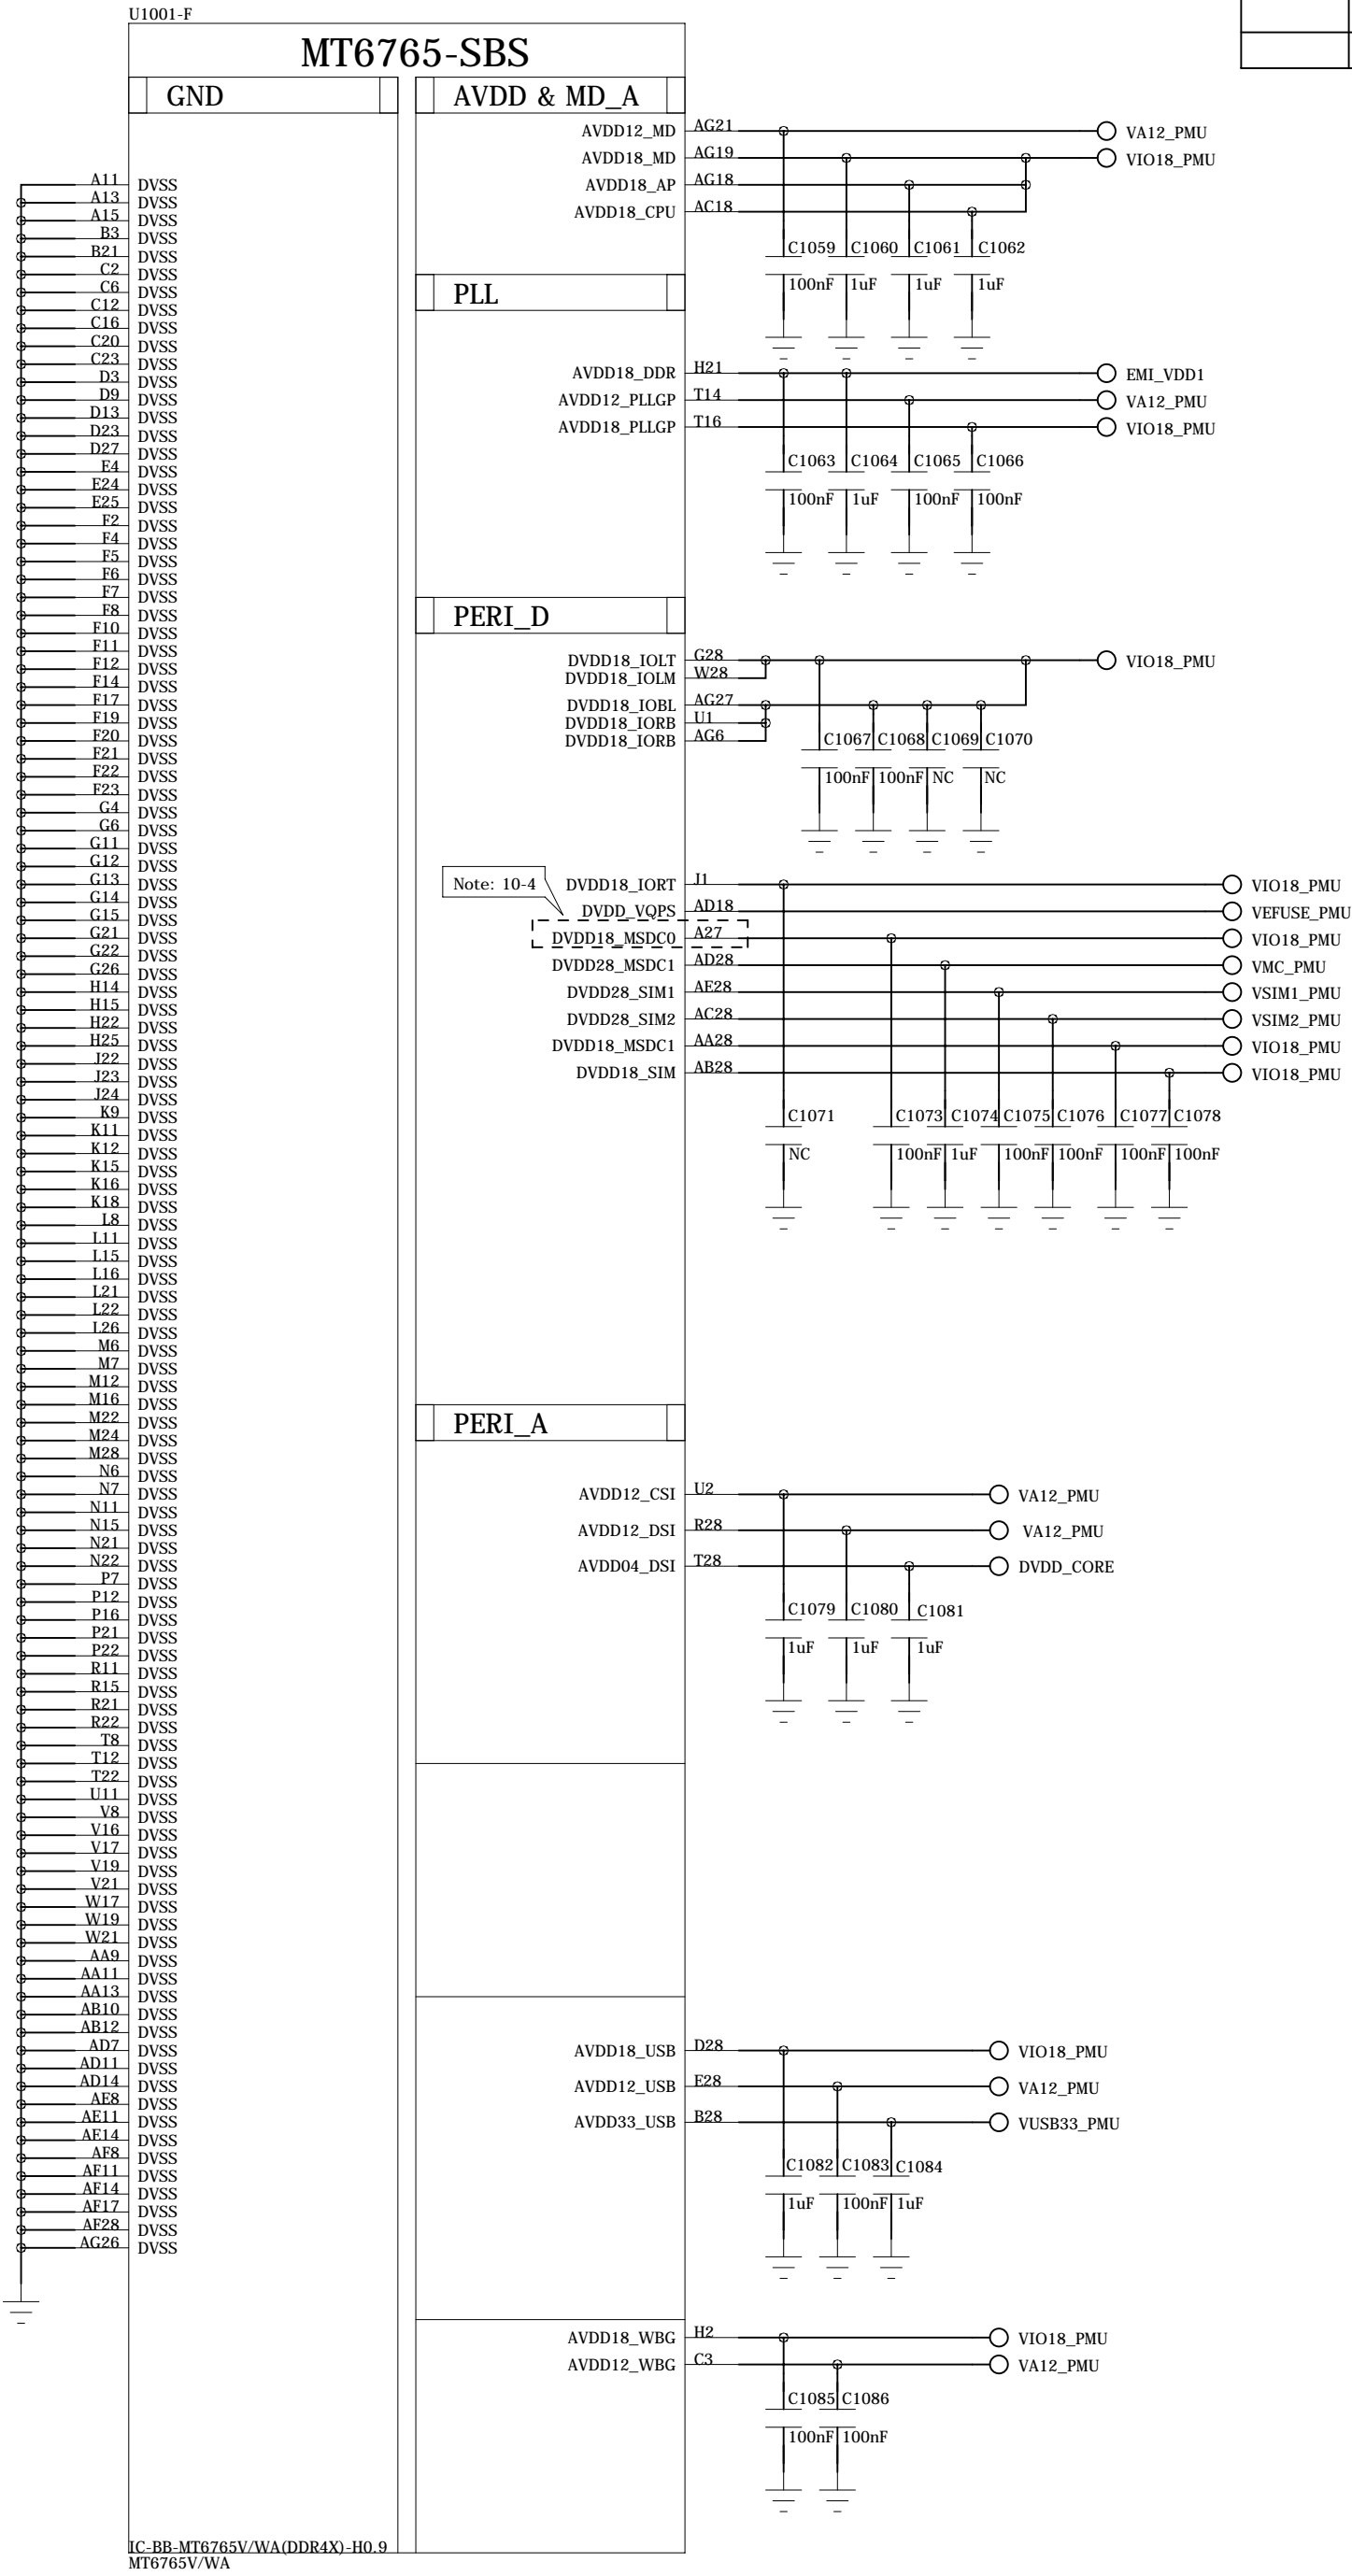 U1001-F
MT6765-SBS
GND
A11 DVSS
A13 DVSS
A15 DVSS
B3 DVSS
B21 DVSS
C2 DVSS
C6 DVSS
C12 DVSS
C16 DVSS
C20 DVSS
C23 DVSS
D3 DVSS
D9 DVSS
D13 DVSS
D23 DVSS
D27 DVSS
E4 DVSS
E24 DVSS
E25 DVSS
F2 DVSS
F4 DVSS
F5 DVSS
F6 DVSS
F7 DVSS
F8 DVSS
F10 DVSS
F11 DVSS
F12 DVSS
F14 DVSS
F17 DVSS
F19 DVSS
F20 DVSS
F21 DVSS
F22 DVSS
F23 DVSS
G4 DVSS
G6 DVSS
G11 DVSS
G12 DVSS
G13 DVSS
G14 DVSS
G15 DVSS
G21 DVSS
G22 DVSS
G26 DVSS
H14 DVSS
H15 DVSS
H22 DVSS
H25 DVSS
J22 DVSS
J23 DVSS
J24 DVSS
K9 DVSS
K11 DVSS
K12 DVSS
K15 DVSS
K16 DVSS
K18 DVSS
L8 DVSS
L11 DVSS
L15 DVSS
L16 DVSS
L21 DVSS
L22 DVSS
L26 DVSS
M6 DVSS
M7 DVSS
M12 DVSS
M16 DVSS
M22 DVSS
M24 DVSS
M28 DVSS
N6 DVSS
N7 DVSS
N11 DVSS
N15 DVSS
N21 DVSS
N22 DVSS
P7 DVSS
P12 DVSS
P16 DVSS
P21 DVSS
P22 DVSS
R11 DVSS
R15 DVSS
R21 DVSS
R22 DVSS
T8 DVSS
T12 DVSS
T22 DVSS
U11 DVSS
V8 DVSS
V16 DVSS
V17 DVSS
V19 DVSS
V21 DVSS
W17 DVSS
W19 DVSS
W21 DVSS
AA9 DVSS
AA11 DVSS
AA13 DVSS
AB10 DVSS
AB12 DVSS
AD7 DVSS
AD11 DVSS
AD14 DVSS
AE8 DVSS
AE11 DVSS
AE14 DVSS
AF8 DVSS
AF11 DVSS
AF14 DVSS
AF17 DVSS
AF28 DVSS
AG26 DVSS
AVDD & MD_A
AVDD12_MD AG21 VA12_PMU
AVDD18_MD AG19 VIO18_PMU
AVDD18_AP AG18
AVDD18_CPU AC18
C1059 C1060 C1061 C1062
100nF 1uF 1uF 1uF
PLL
AVDD18_DDR H21 EMI_VDD1
AVDD12_PLLGP T14 VA12_PMU
AVDD18_PLLGP T16 VIO18_PMU
C1063 C1064 C1065 C1066
100nF 1uF 100nF 100nF
PERI_D
DVDD18_IOLT G28 VIO18_PMU
DVDD18_IOLM W28
DVDD18_IOBL AG27
DVDD18_IORB U1
DVDD18_IORB AG6
C1067 C1068 C1069 C1070
100nF 100nF NC NC
Note: 10-4
DVDD18_IORT J1 VIO18_PMU
DVDD_VQPS AD18 VEFUSE_PMU
DVDD18_MSDC0 A27 VIO18_PMU
DVDD28_MSDC1 AD28 VMC_PMU
DVDD28_SIM1 AE28 VSIM1_PMU
DVDD28_SIM2 AC28 VSIM2_PMU
DVDD18_MSDC1 AA28 VIO18_PMU
DVDD18_SIM AB28 VIO18_PMU
C1071 C1073 C1074 C1075 C1076 C1077 C1078
NC 100nF 1uF 100nF 100nF 100nF 100nF
PERI_A
AVDD12_CSI U2 VA12_PMU
AVDD12_DSI R28 VA12_PMU
AVDD04_DSI T28 DVDD_CORE
C1079 C1080 C1081
1uF 1uF 1uF
AVDD18_USB D28 VIO18_PMU
AVDD12_USB E28 VA12_PMU
AVDD33_USB B28 VUSB33_PMU
C1082 C1083 C1084
1uF 100nF 1uF
AVDD18_WBG H2 VIO18_PMU
AVDD12_WBG C3 VA12_PMU
C1085 C1086
100nF 100nF
IC-BB-MT6765V/WA(DDR4X)-H0.9
MT6765V/WA